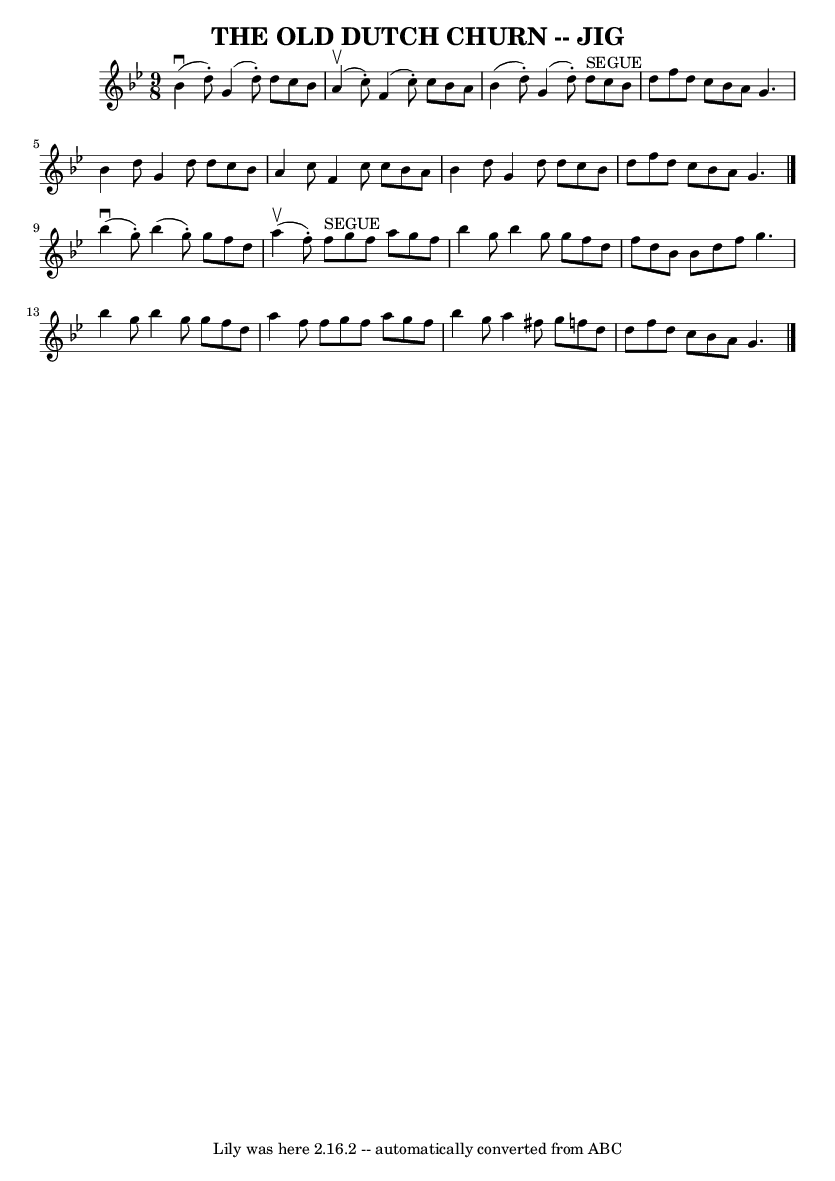 THE OLD DUTCH CHURN -- JIG
SEGUE
9
8
5
9
SEGUE
13
Lily was here 2.16.2 -- automatically converted from ABC